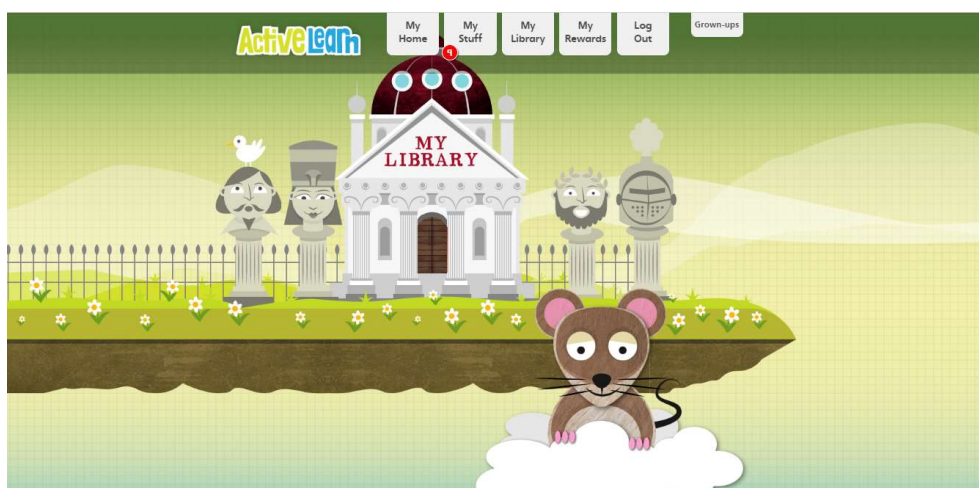 ActiveLearn
My Home
My Stuff
9
My Library
My Rewards
Log Out
Grown-ups
MY
LIBRARY